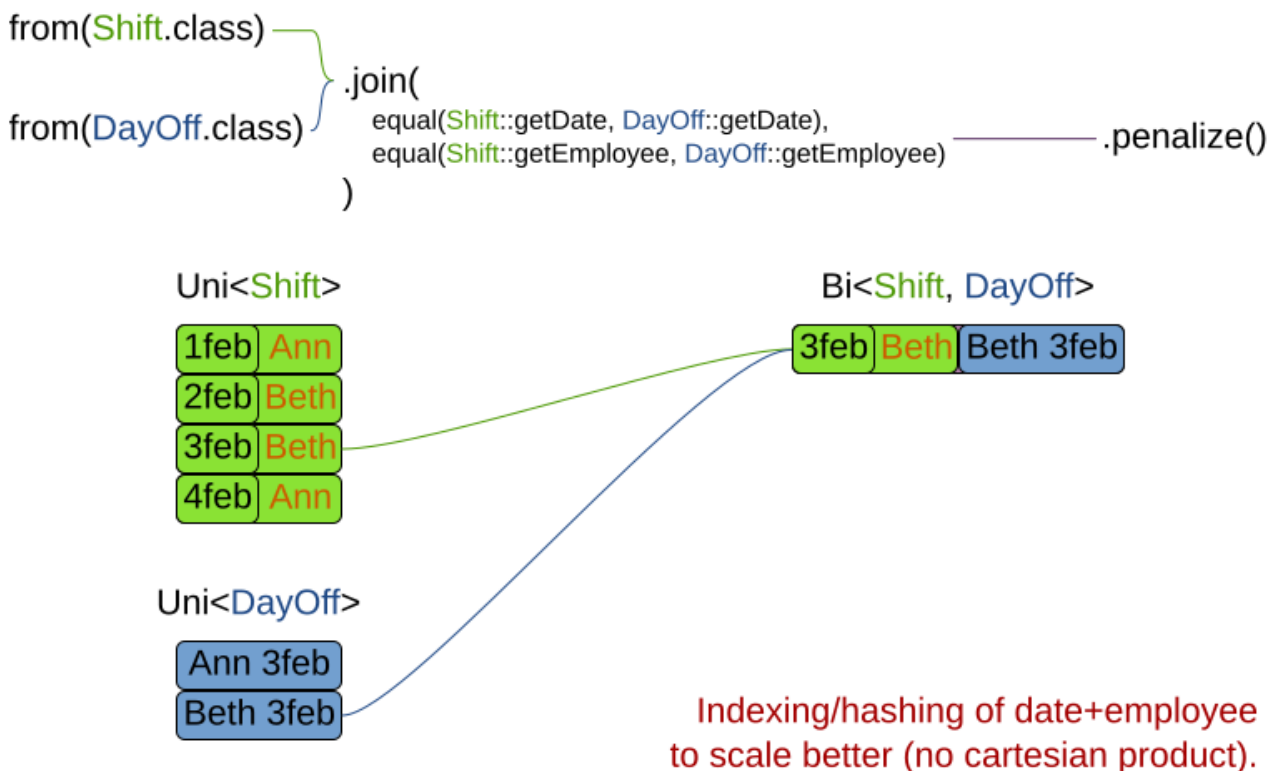 from(Shift.class)
from(DayOff.class)
.join(
equal(Shift::getDate, DayOff::getDate),
equal(Shift::getEmployee, DayOff::getEmployee)
)
.penalize()
Uni<Shift>
1feb Ann
2feb Beth
3feb Beth
4feb Ann
Bi<Shift, DayOff>
3feb Beth Beth 3feb
Uni<DayOff>
Ann 3feb
Beth 3feb
Indexing/hashing of date+employee
to scale better (no cartesian product).